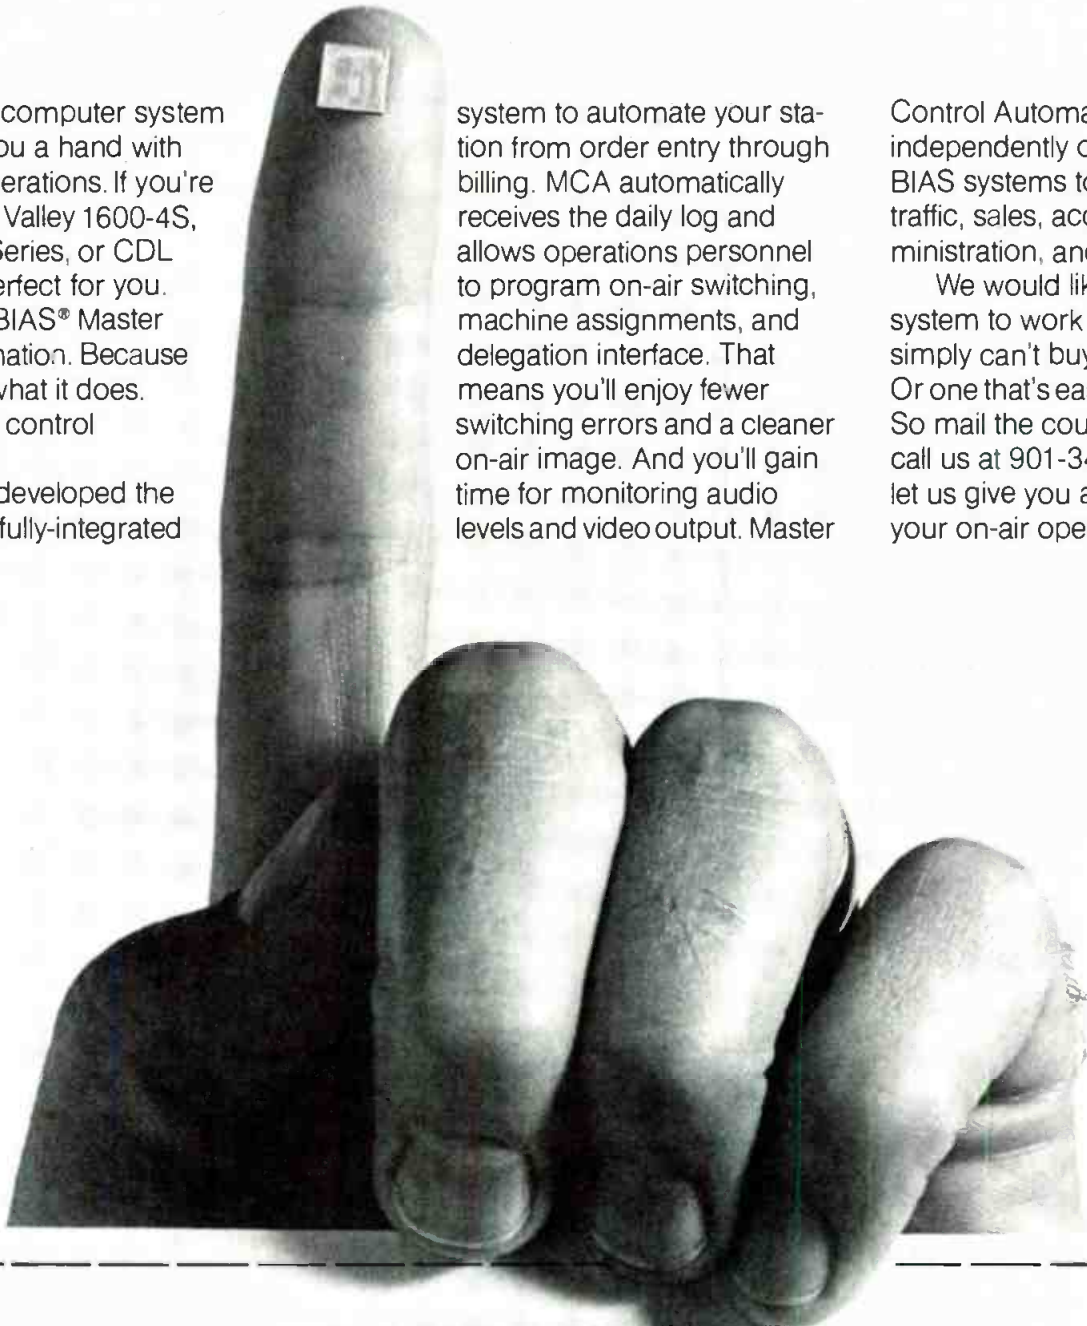 computer system
ou a hand with
erations. If you're
Valley 1600-4S,
Series, or CDL
erfect for you.
BIAS® Master
nation. Because
what it does.
control
developed the
fully-integrated
system to automate your sta-
tion from order entry through
billing. MCA automatically
receives the daily log and
allows operations personnel
to program on-air switching,
machine assignments, and
delegation interface. That
means you'll enjoy fewer
switching errors and a cleaner
on-air image. And you'll gain
time for monitoring audio
levels and video output. Master
Control Automa
independently o
BIAS systems to
traffic, sales, acc
ministration, and
We would lik
system to work
simply can't buy
Or one that's ea
So mail the cou
call us at 901-34
let us give you a
your on-air ope